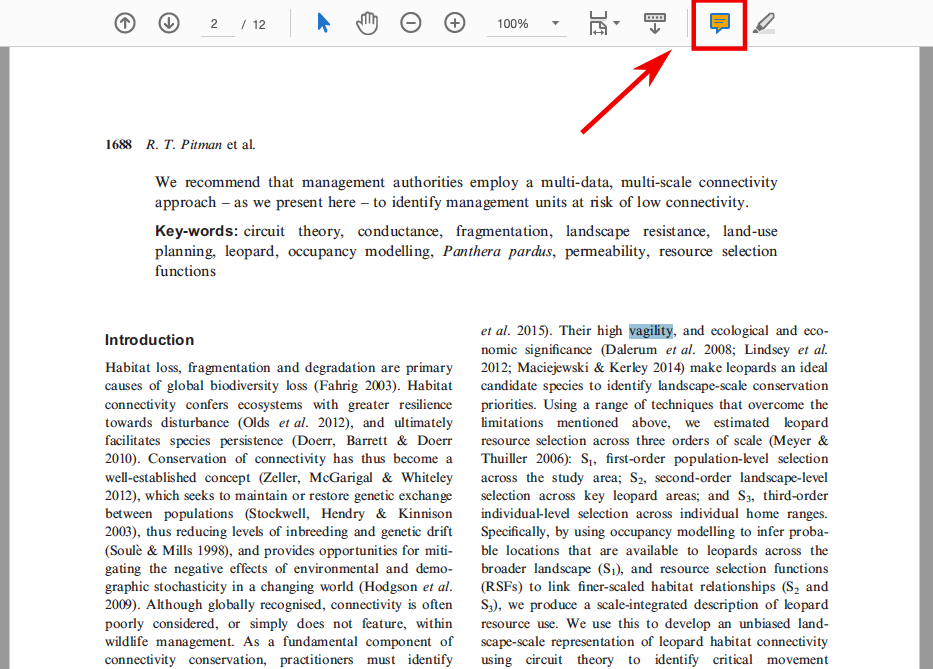 2 / 12
100%
1688 R. T. Pitman et al.
We recommend that management authorities employ a multi-data, multi-scale connectivity
approach – as we present here – to identify management units at risk of low connectivity.
Key-words: circuit theory, conductance, fragmentation, landscape resistance, land-use
planning, leopard, occupancy modelling, Panthera pardus, permeability, resource selection
functions
Introduction
Habitat loss, fragmentation and degradation are primary
causes of global biodiversity loss (Fahrig 2003). Habitat
connectivity confers ecosystems with greater resilience
towards disturbance (Olds et al. 2012), and ultimately
facilitates species persistence (Doerr, Barrett & Doerr
2010). Conservation of connectivity has thus become a
well-established concept (Zeller, McGarigal & Whiteley
2012), which seeks to maintain or restore genetic exchange
between populations (Stockwell, Hendry & Kinnison
2003), thus reducing levels of inbreeding and genetic drift
(Soulè & Mills 1998), and provides opportunities for miti-
gating the negative effects of environmental and demo-
graphic stochasticity in a changing world (Hodgson et al.
2009). Although globally recognised, connectivity is often
poorly considered, or simply does not feature, within
wildlife management. As a fundamental component of
connectivity conservation, practitioners must identify
et al. 2015). Their high vagility, and ecological and eco-
nomic significance (Dalerum et al. 2008; Lindsey et al.
2012; Maciejewski & Kerley 2014) make leopards an ideal
candidate species to identify landscape-scale conservation
priorities. Using a range of techniques that overcome the
limitations mentioned above, we estimated leopard
resource selection across three orders of scale (Meyer &
Thuiller 2006): S1, first-order population-level selection
across the study area; S2, second-order landscape-level
selection across key leopard areas; and S3, third-order
individual-level selection across individual home ranges.
Specifically, by using occupancy modelling to infer proba-
ble locations that are available to leopards across the
broader landscape (S1), and resource selection functions
(RSFs) to link finer-scaled habitat relationships (S2 and
S3), we produce a scale-integrated description of leopard
resource use. We use this to develop an unbiased land-
scape-scale representation of leopard habitat connectivity
using circuit theory to identify critical movement